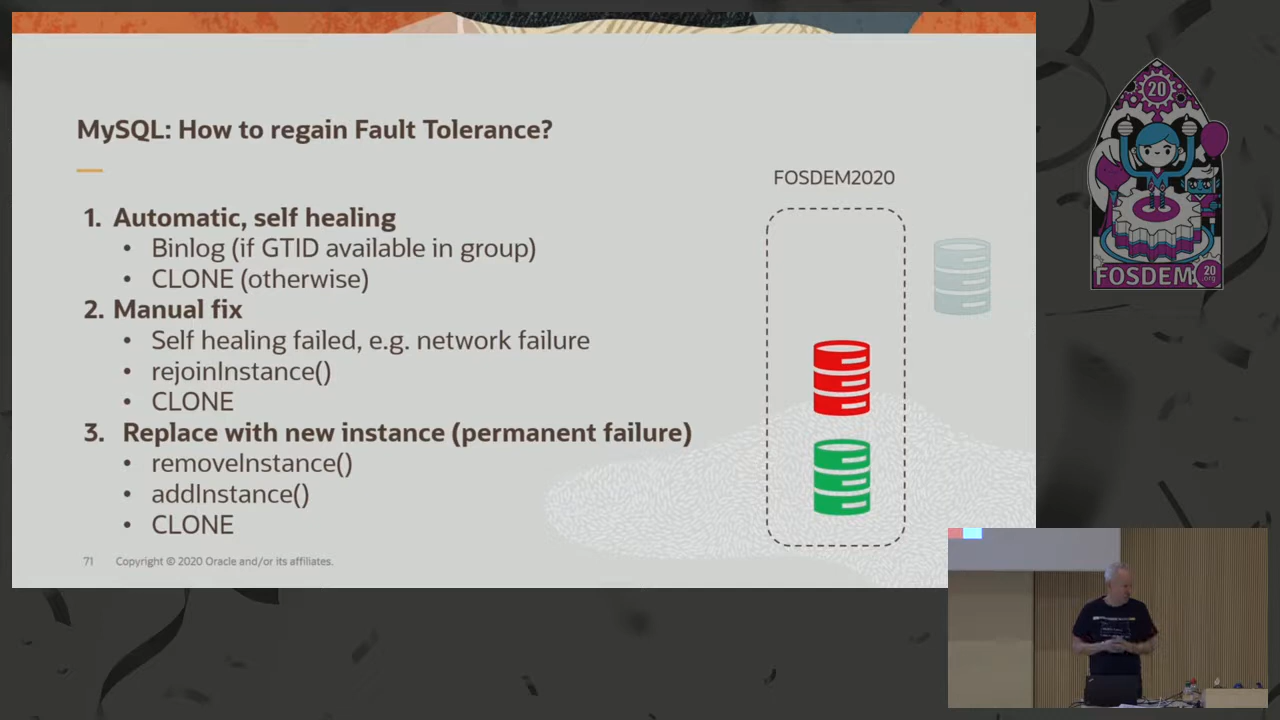 MySQL: How to regain Fault Tolerance?
FOSDEM2020
1. Automatic, self healing
• Binlog (if GTID available in group)
• CLONE (otherwise)
2. Manual fix
• Self healing failed, e.g. network failure
• rejoinInstance()
• CLONE
3. Replace with new instance (permanent failure)
• removeInstance()
• addInstance()
• CLONE
71 Copyright © 2020 Oracle and/or its affiliates.
20
FOSDEM 20
.org